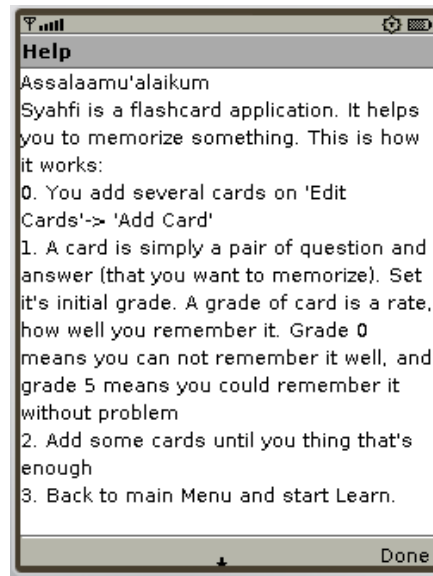 Help
Assalaamu'alaikum
Syahfi is a flashcard application. It helps
you to memorize something. This is how
it works:
0. You add several cards on 'Edit
Cards'-> 'Add Card'
1. A card is simply a pair of question and
answer (that you want to memorize). Set
it's initial grade. A grade of card is a rate,
how well you remember it. Grade 0
means you can not remember it well, and
grade 5 means you could remember it
without problem
2. Add some cards until you thing that's
enough
3. Back to main Menu and start Learn.
Done